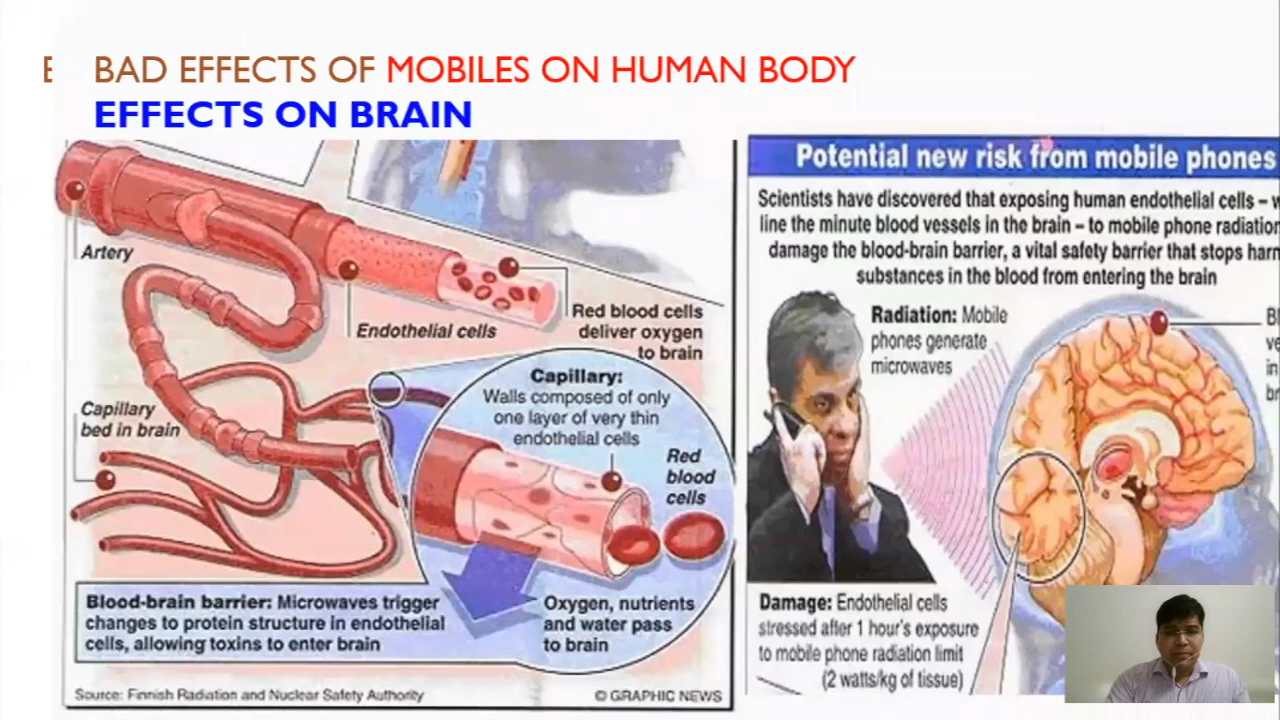 BAD EFFECTS OF MOBILES ON HUMAN BODY
EFFECTS ON BRAIN
Artery
Endothelial cells
Red blood cells
deliver oxygen
to brain
Capillary
bed in brain
Capillary:
Walls composed of only
one layer of very thin
endothelial cells
Red
blood
cells
Blood-brain barrier: Microwaves trigger
changes to protein structure in endothelial
cells, allowing toxins to enter brain
Oxygen, nutrients
and water pass
to brain
Source: Finnish Radiation and Nuclear Safety Authority
© GRAPHIC NEWS
Potential new risk from mobile phones
Scientists have discovered that exposing human endothelial cells –
line the minute blood vessels in the brain – to mobile phone radiation
damage the blood-brain barrier, a vital safety barrier that stops
substances in the blood from entering the brain
Radiation: Mobile
phones generate
microwaves
in
Damage: Endothelial cells
stressed after 1 hour's exposure
to mobile phone radiation limit
(2 watts/kg of tissue)